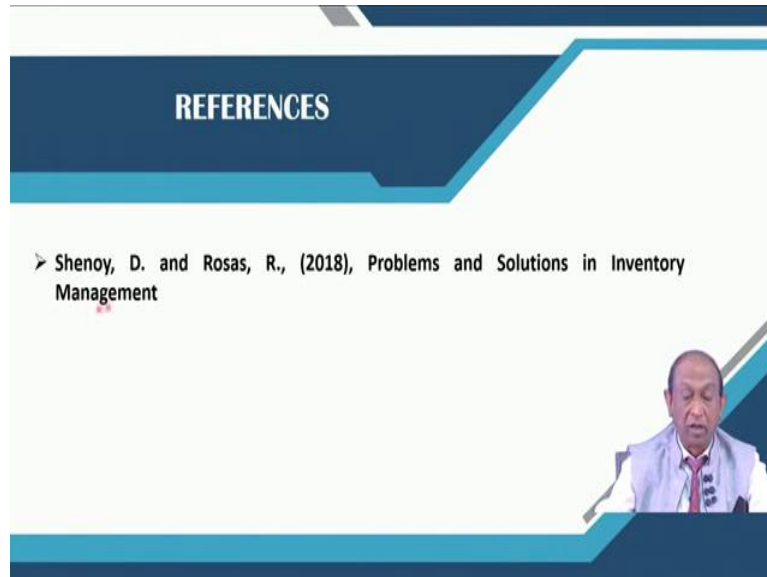 REFERENCES
➢ Shenoy, D. and Rosas, R., (2018), Problems and Solutions in Inventory
Management